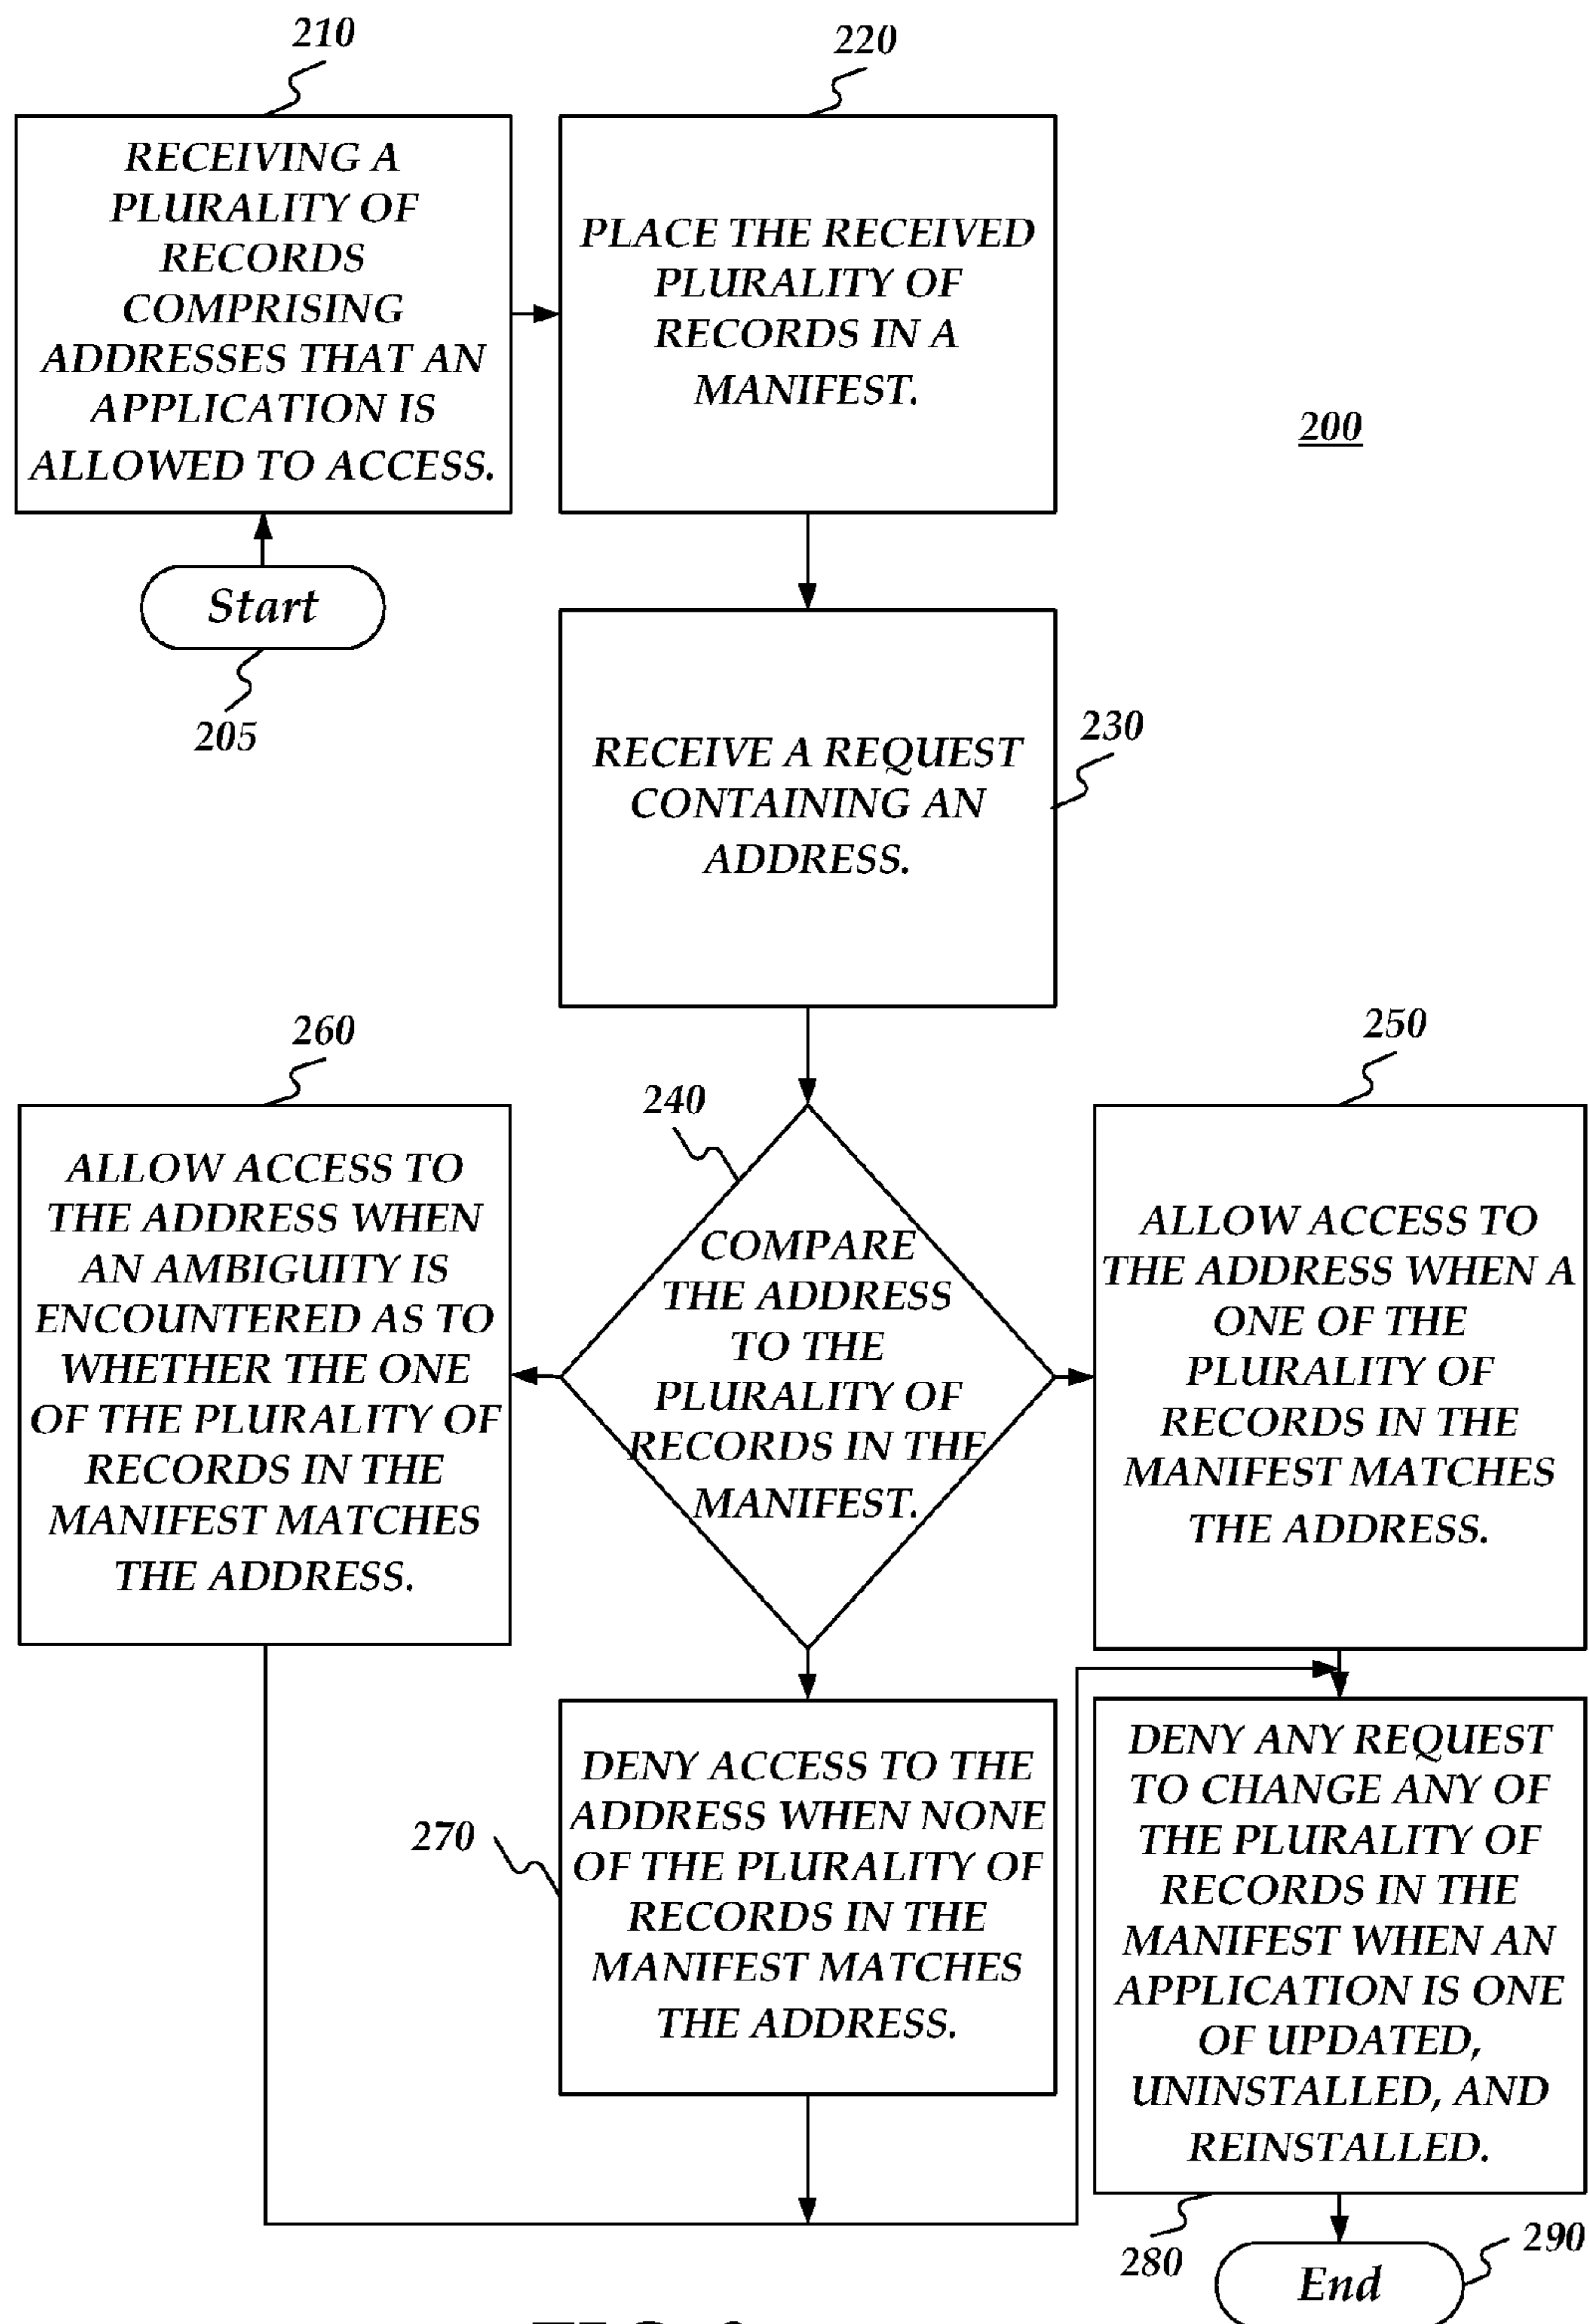 210
RECEIVING A
PLURALITY OF
RECORDS
COMPRISING
ADDRESSES THAT AN
APPLICATION IS
ALLOWED TO ACCESS.
220
PLACE THE RECEIVED
PLURALITY OF
RECORDS IN A
MANIFEST.
200
Start
205
RECEIVE A REQUEST
CONTAINING AN
ADDRESS.
230
260
ALLOW ACCESS TO
THE ADDRESS WHEN
AN AMBIGUITY IS
ENCOUNTERED AS TO
WHETHER THE ONE
OF THE PLURALITY OF
RECORDS IN THE
MANIFEST MATCHES
THE ADDRESS.
240
COMPARE
THE ADDRESS
TO THE
PLURALITY OF
RECORDS IN THE
MANIFEST.
250
ALLOW ACCESS TO
THE ADDRESS WHEN A
ONE OF THE
PLURALITY OF
RECORDS IN THE
MANIFEST MATCHES
THE ADDRESS.
270
DENY ACCESS TO THE
ADDRESS WHEN NONE
OF THE PLURALITY OF
RECORDS IN THE
MANIFEST MATCHES
THE ADDRESS.
DENY ANY REQUEST
TO CHANGE ANY OF
THE PLURALITY OF
RECORDS IN THE
MANIFEST WHEN AN
APPLICATION IS ONE
OF UPDATED,
UNINSTALLED, AND
REINSTALLED.
280
End
290